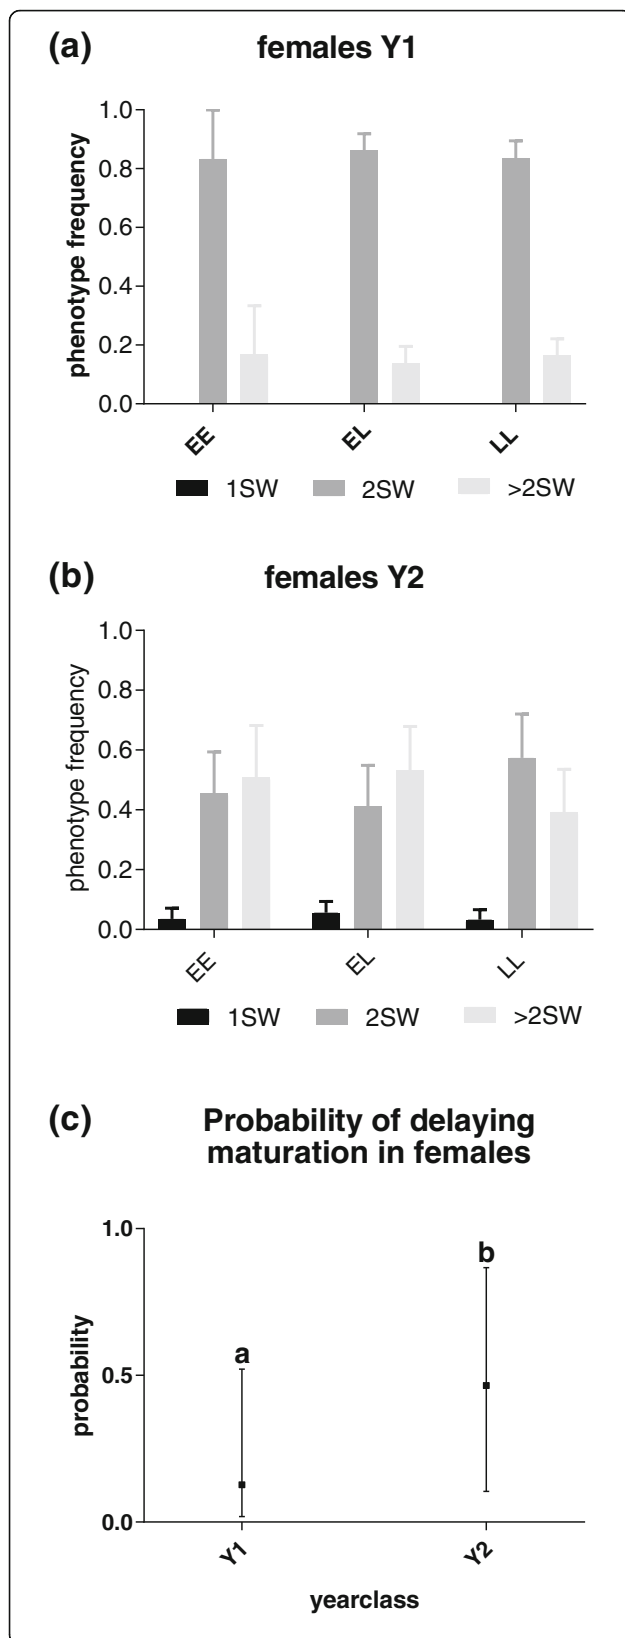 (a) females Y1
1.0
0.8
0.6
0.4
0.2
0.0
phenotype frequency
EE EL LL
1SW 2SW >2SW
(b) females Y2
1.0
0.8
0.6
0.4
0.2
0.0
phenotype frequency
EE EL LL
1SW 2SW >2SW
(c) Probability of delaying
maturation in females
1.0
0.5
0.0
probability
a
b
Y1 Y2
yearclass